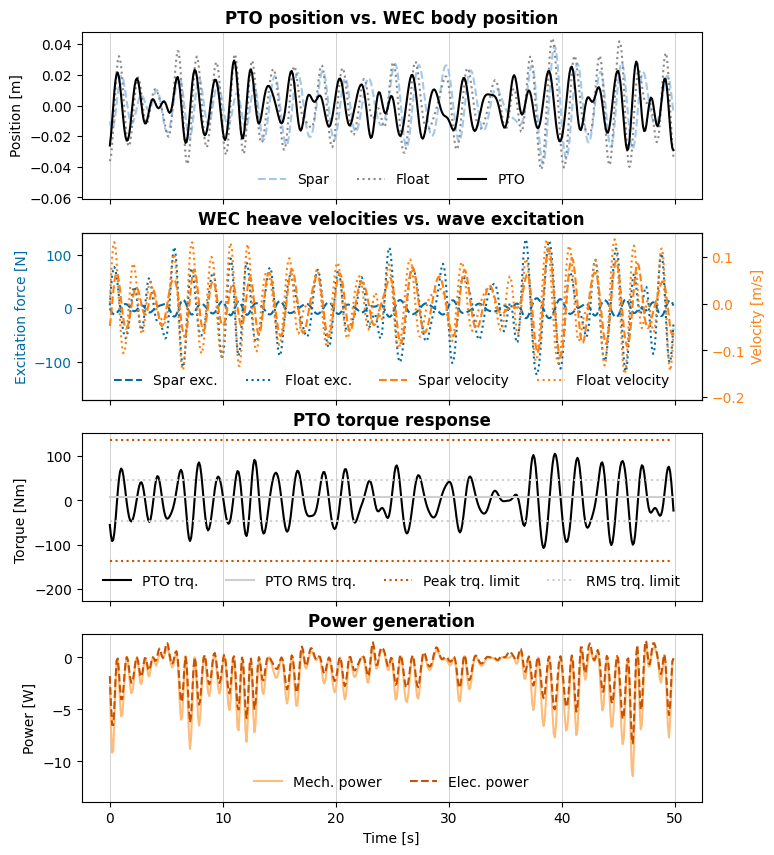 PTO position vs. WEC body position
0.04
0.02
0.00
−0.02
−0.04
−0.06
Position [m]
Spar Float PTO
WEC heave velocities vs. wave excitation
100
0
−100
Excitation force [N]
0.1
0.0
−0.1
−0.2
Velocity [m/s]
Spar exc. Float exc. Spar velocity Float velocity
PTO torque response
100
0
−100
−200
Torque [Nm]
PTO trq. PTO RMS trq. Peak trq. limit RMS trq. limit
Power generation
0
−5
−10
Power [W]
Mech. power Elec. power
0 10 20 30 40 50
Time [s]